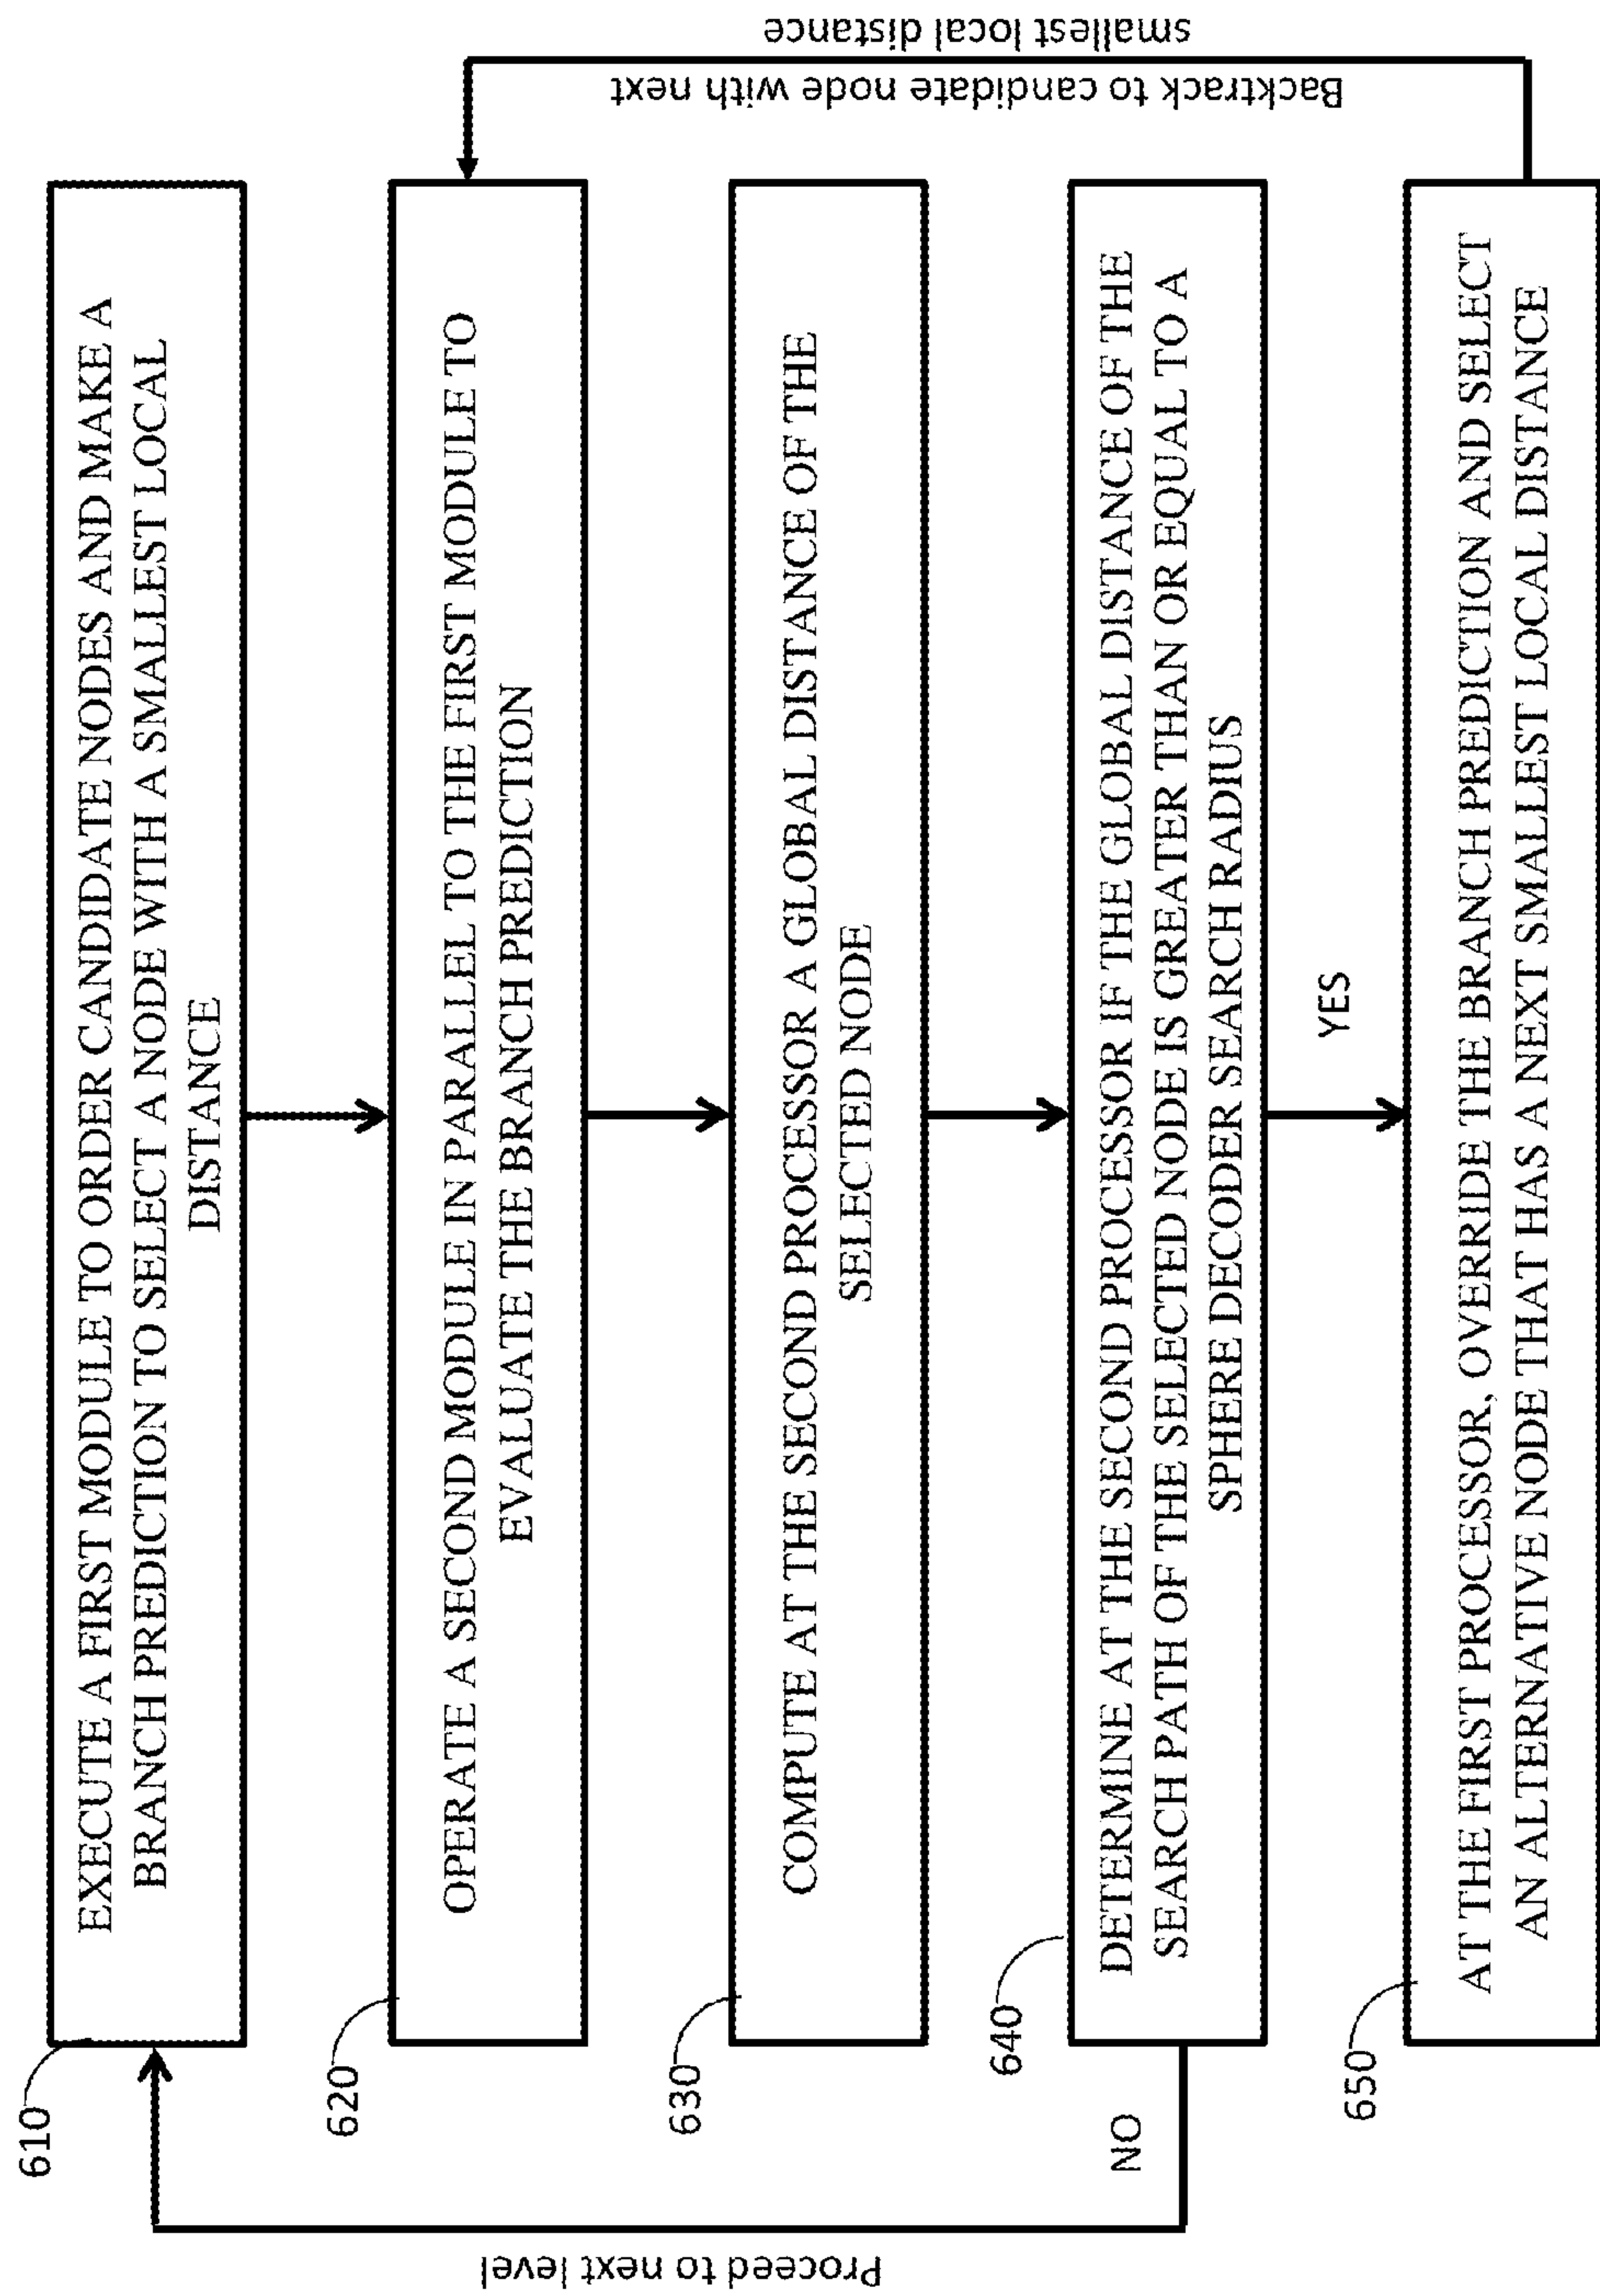 610
EXECUTE A FIRST MODULE TO ORDER CANDIDATE NODES AND MAKE A
BRANCH PREDICTION TO SELECT A NODE WITH A SMALLEST LOCAL
DISTANCE
620
OPERATE A SECOND MODULE IN PARALLEL TO THE FIRST MODULE TO
EVALUATE THE BRANCH PREDICTION
630
COMPUTE AT THE SECOND PROCESSOR A GLOBAL DISTANCE OF THE
SELECTED NODE
640
DETERMINE AT THE SECOND PROCESSOR IF THE GLOBAL DISTANCE OF THE
SEARCH PATH OF THE SELECTED NODE IS GREATER THAN OR EQUAL TO A
SPHERE DECODER SEARCH RADIUS
NO
Proceed to next level
YES
650
AT THE FIRST PROCESSOR, OVERRIDE THE BRANCH PREDICTION AND SELECT
AN ALTERNATIVE NODE THAT HAS A NEXT SMALLEST LOCAL DISTANCE
Backtrack to candidate node with next
smallest local distance